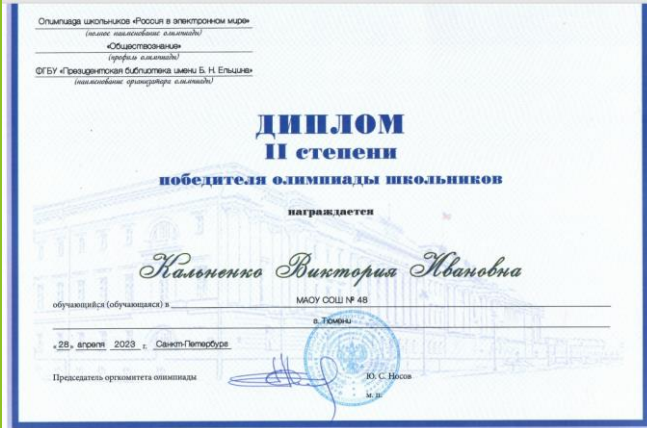 Олимпиада школьников «Россия в электронном мире»
(полное наименование олимпиады)
«Обществознание»
(профиль олимпиады)
ФГБУ «Президентская библиотека имени Б. Н. Ельцина»
(наименование организатора олимпиады)
ДИПЛОМ
II степени
победителя олимпиады школьников
награждается
Кальненко Виктория Ивановна
обучающийся (обучающаяся) в МАОУ СОШ № 48
г. Тюмени
«28» апреля 2023 г. Санкт-Петербург
Председатель оргкомитета олимпиады Ю. С. Носов
м. п.